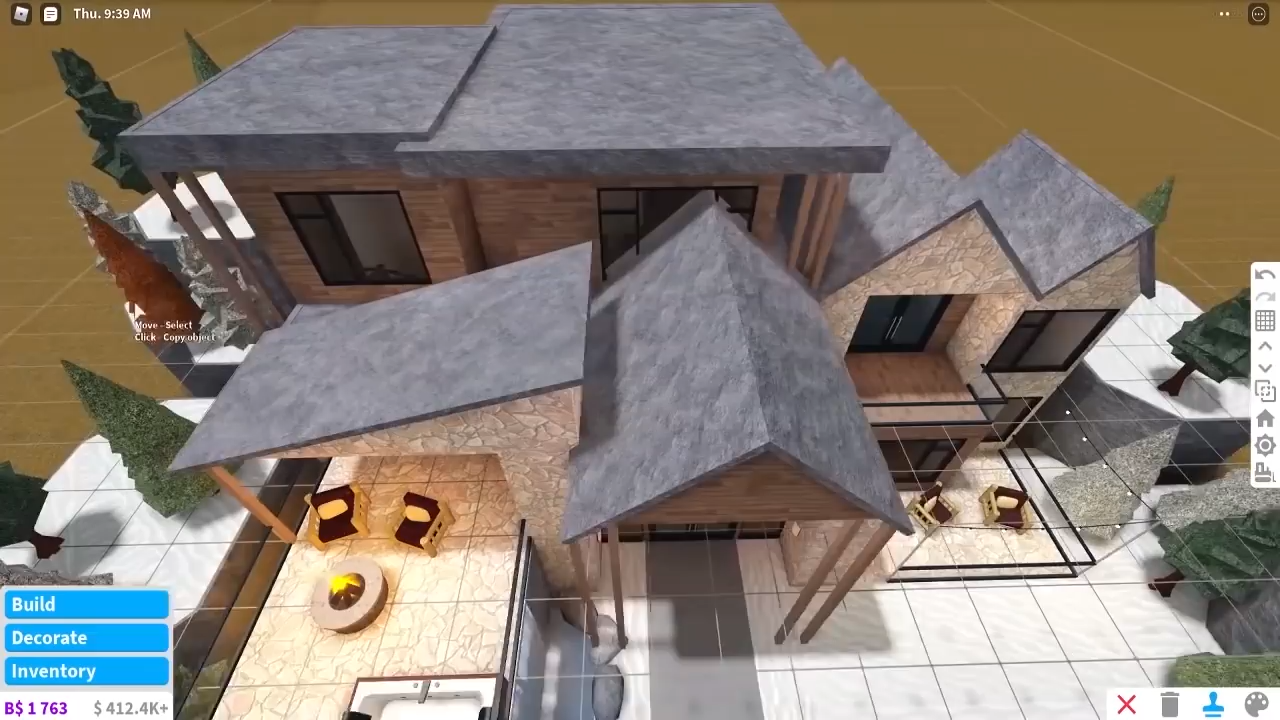 Thu. 9:39 AM
Move - Select
Click - Copy object
Build
Decorate
Inventory
B$ 1 763
$ 412.4K+